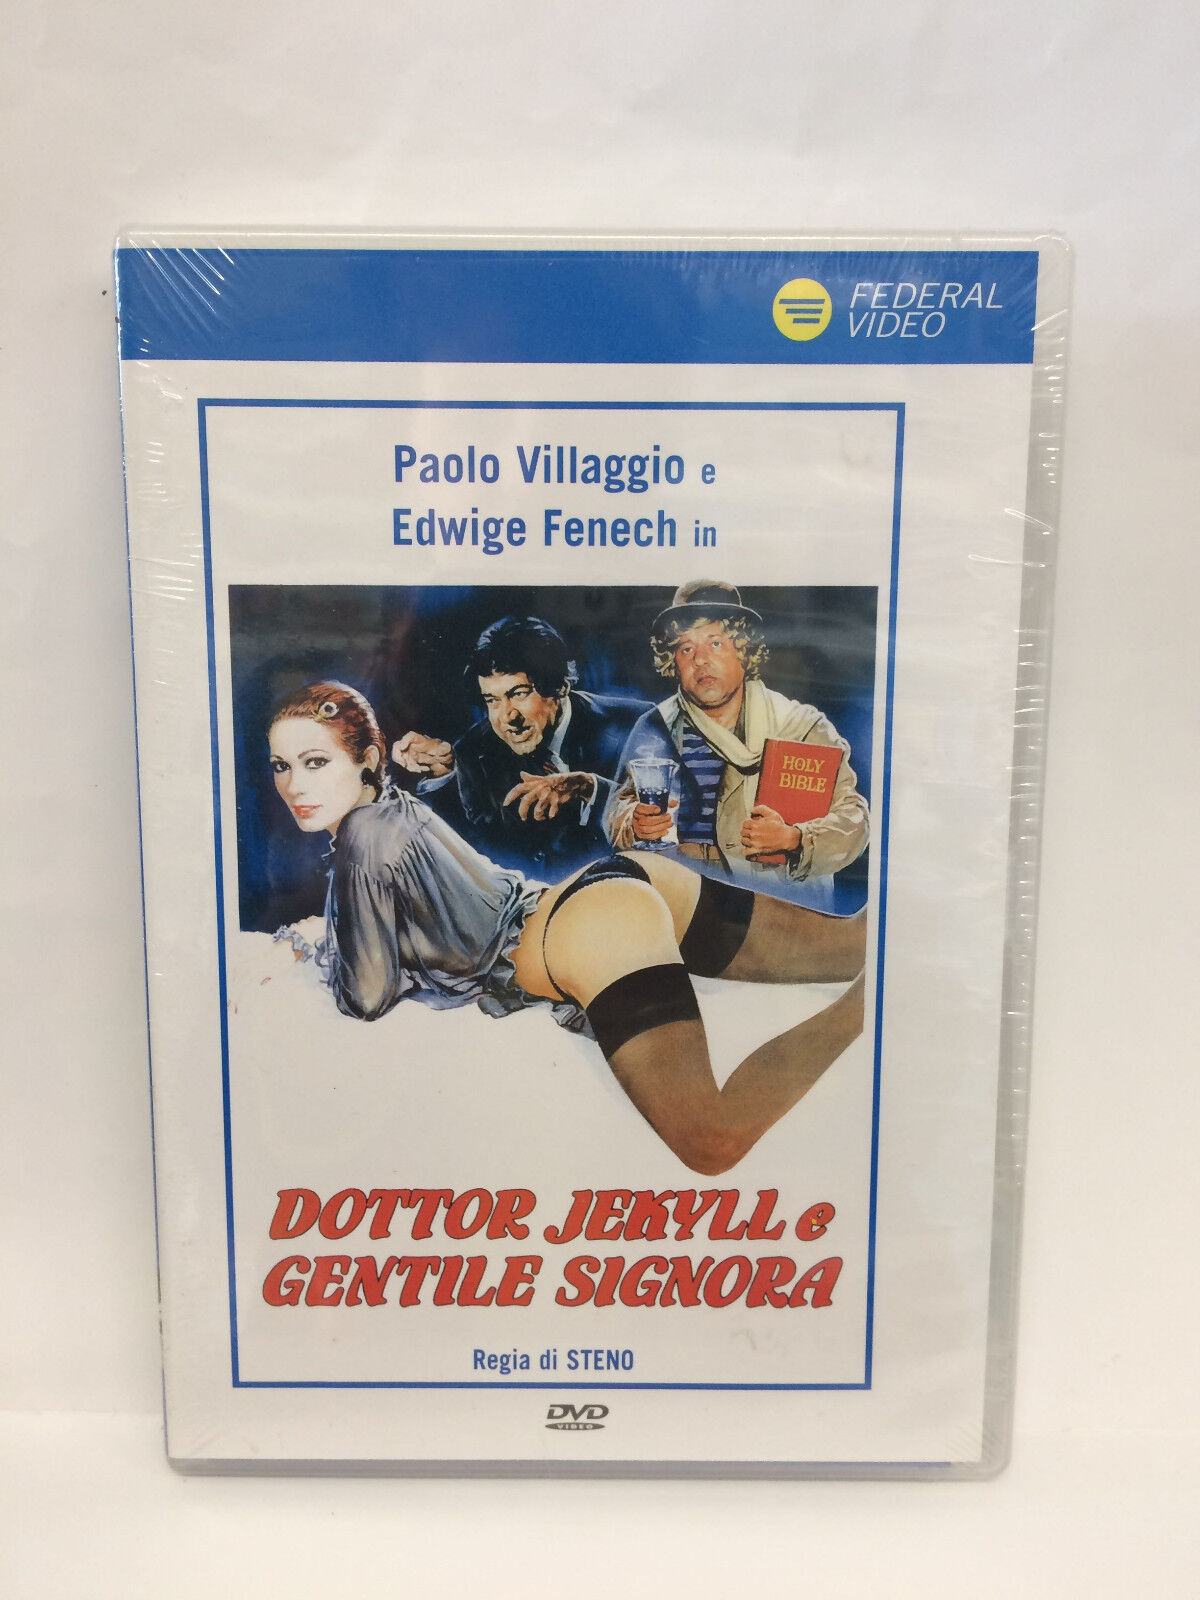 FEDERAL
VIDEO
Paolo Villaggio e
Edwige Fenech in
HOLY
BIBLE
DOTTOR JEKYLL e
GENTILE SIGNORA
Regia di STENO
DVD
VIDEO